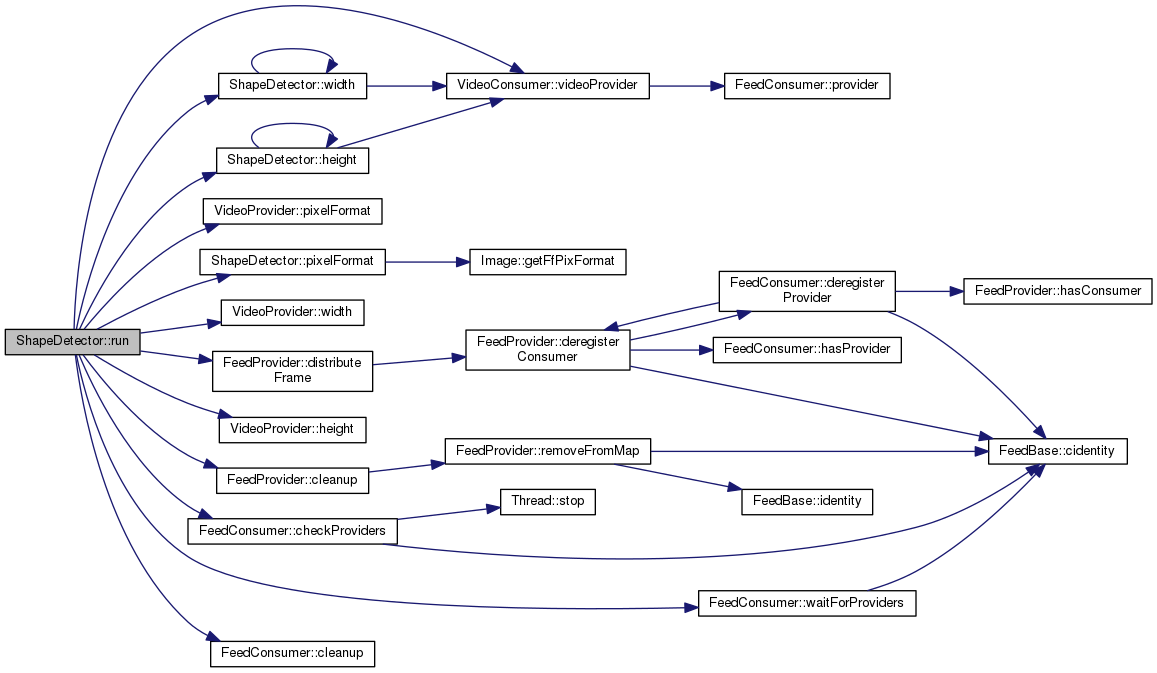 ShapeDetector::run
ShapeDetector::width
ShapeDetector::height
VideoProvider::pixelFormat
ShapeDetector::pixelFormat
VideoProvider::width
FeedProvider::distribute
Frame
VideoProvider::height
FeedProvider::cleanup
FeedConsumer::checkProviders
FeedConsumer::cleanup
VideoConsumer::videoProvider
Image::getFfPixFormat
FeedProvider::deregister
Consumer
FeedProvider::removeFromMap
Thread::stop
FeedConsumer::provider
FeedConsumer::deregister
Provider
FeedConsumer::hasProvider
FeedBase::identity
FeedConsumer::waitForProviders
FeedProvider::hasConsumer
FeedBase::cidentity